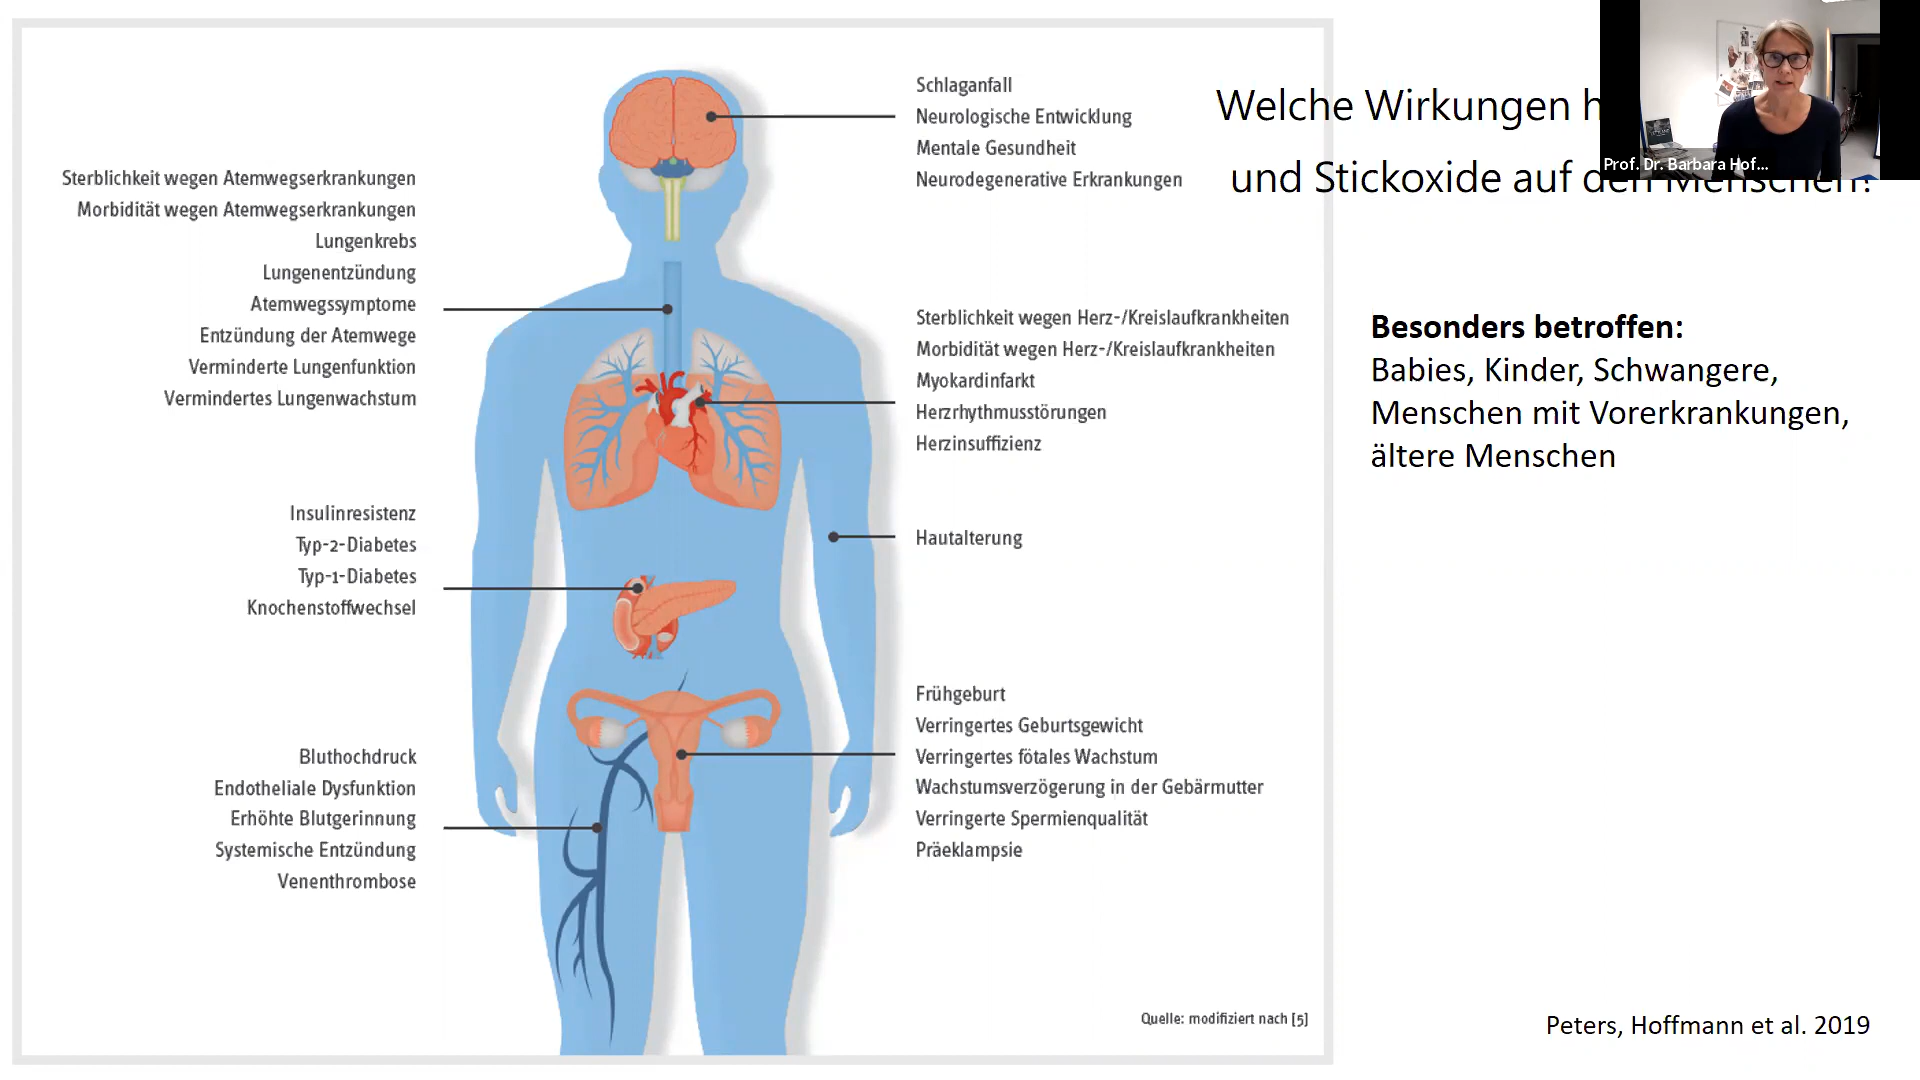 Welche Wirkungen h
und Stickoxide auf den Menschen?
Prof. Dr. Barbara Hof...
Schlaganfall
Neurologische Entwicklung
Mentale Gesundheit
Neurodegenerative Erkrankungen
Sterblichkeit wegen Atemwegserkrankungen
Morbidität wegen Atemwegserkrankungen
Lungenkrebs
Lungenentzündung
Atemwegssymptome
Entzündung der Atemwege
Verminderte Lungenfunktion
Vermindertes Lungenwachstum
Sterblichkeit wegen Herz-/Kreislaufkrankheiten
Morbidität wegen Herz-/Kreislaufkrankheiten
Myokardinfarkt
Herzrhythmusstörungen
Herzinsuffizienz
Insulinresistenz
Typ-2-Diabetes
Typ-1-Diabetes
Knochenstoffwechsel
Hautalterung
Frühgeburt
Verringertes Geburtsgewicht
Verringertes fötales Wachstum
Wachstumsverzögerung in der Gebärmutter
Verringerte Spermienqualität
Präeklampsie
Bluthochdruck
Endotheliale Dysfunktion
Erhöhte Blutgerinnung
Systemische Entzündung
Venenthrombose
Quelle: modifiziert nach [5]
Besonders betroffen:
Babies, Kinder, Schwangere,
Menschen mit Vorerkrankungen,
ältere Menschen
Peters, Hoffmann et al. 2019